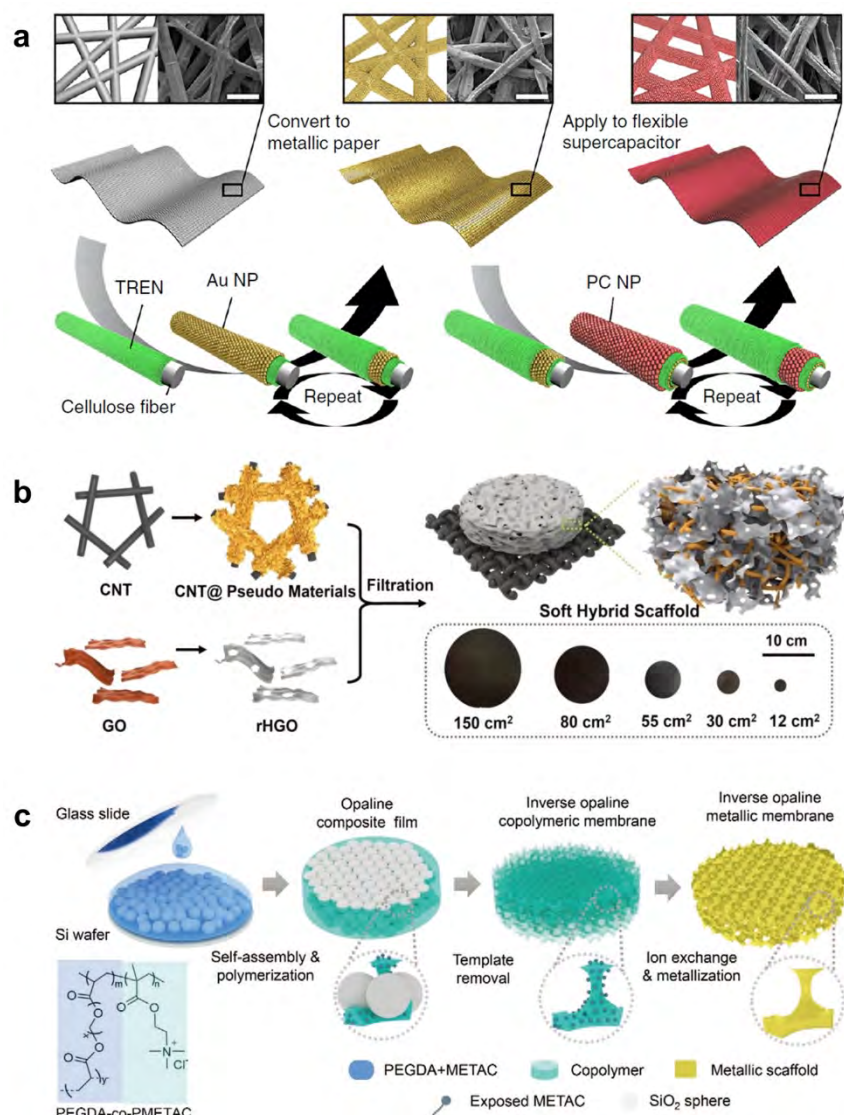 a
Convert to
metallic paper
Apply to flexible
supercapacitor
TREN
Au NP
PC NP
Cellulose fiber
Repeat
Repeat
b
CNT
CNT@ Pseudo Materials
Filtration
GO
rHGO
Soft Hybrid Scaffold
10 cm
150 cm²
80 cm²
55 cm²
30 cm²
12 cm²
c
Glass slide
Si wafer
Opaline
composite film
Inverse opaline
copolymeric membrane
Inverse opaline
metallic membrane
Self-assembly &
polymerization
Template
removal
Ion exchange
& metallization
m
n
O
O
O
O
x
O
O
N⁺
Cl⁻
y
PEGDA-co-PMETAC
PEGDA+METAC
Copolymer
Metallic scaffold
Exposed METAC
SiO₂ sphere